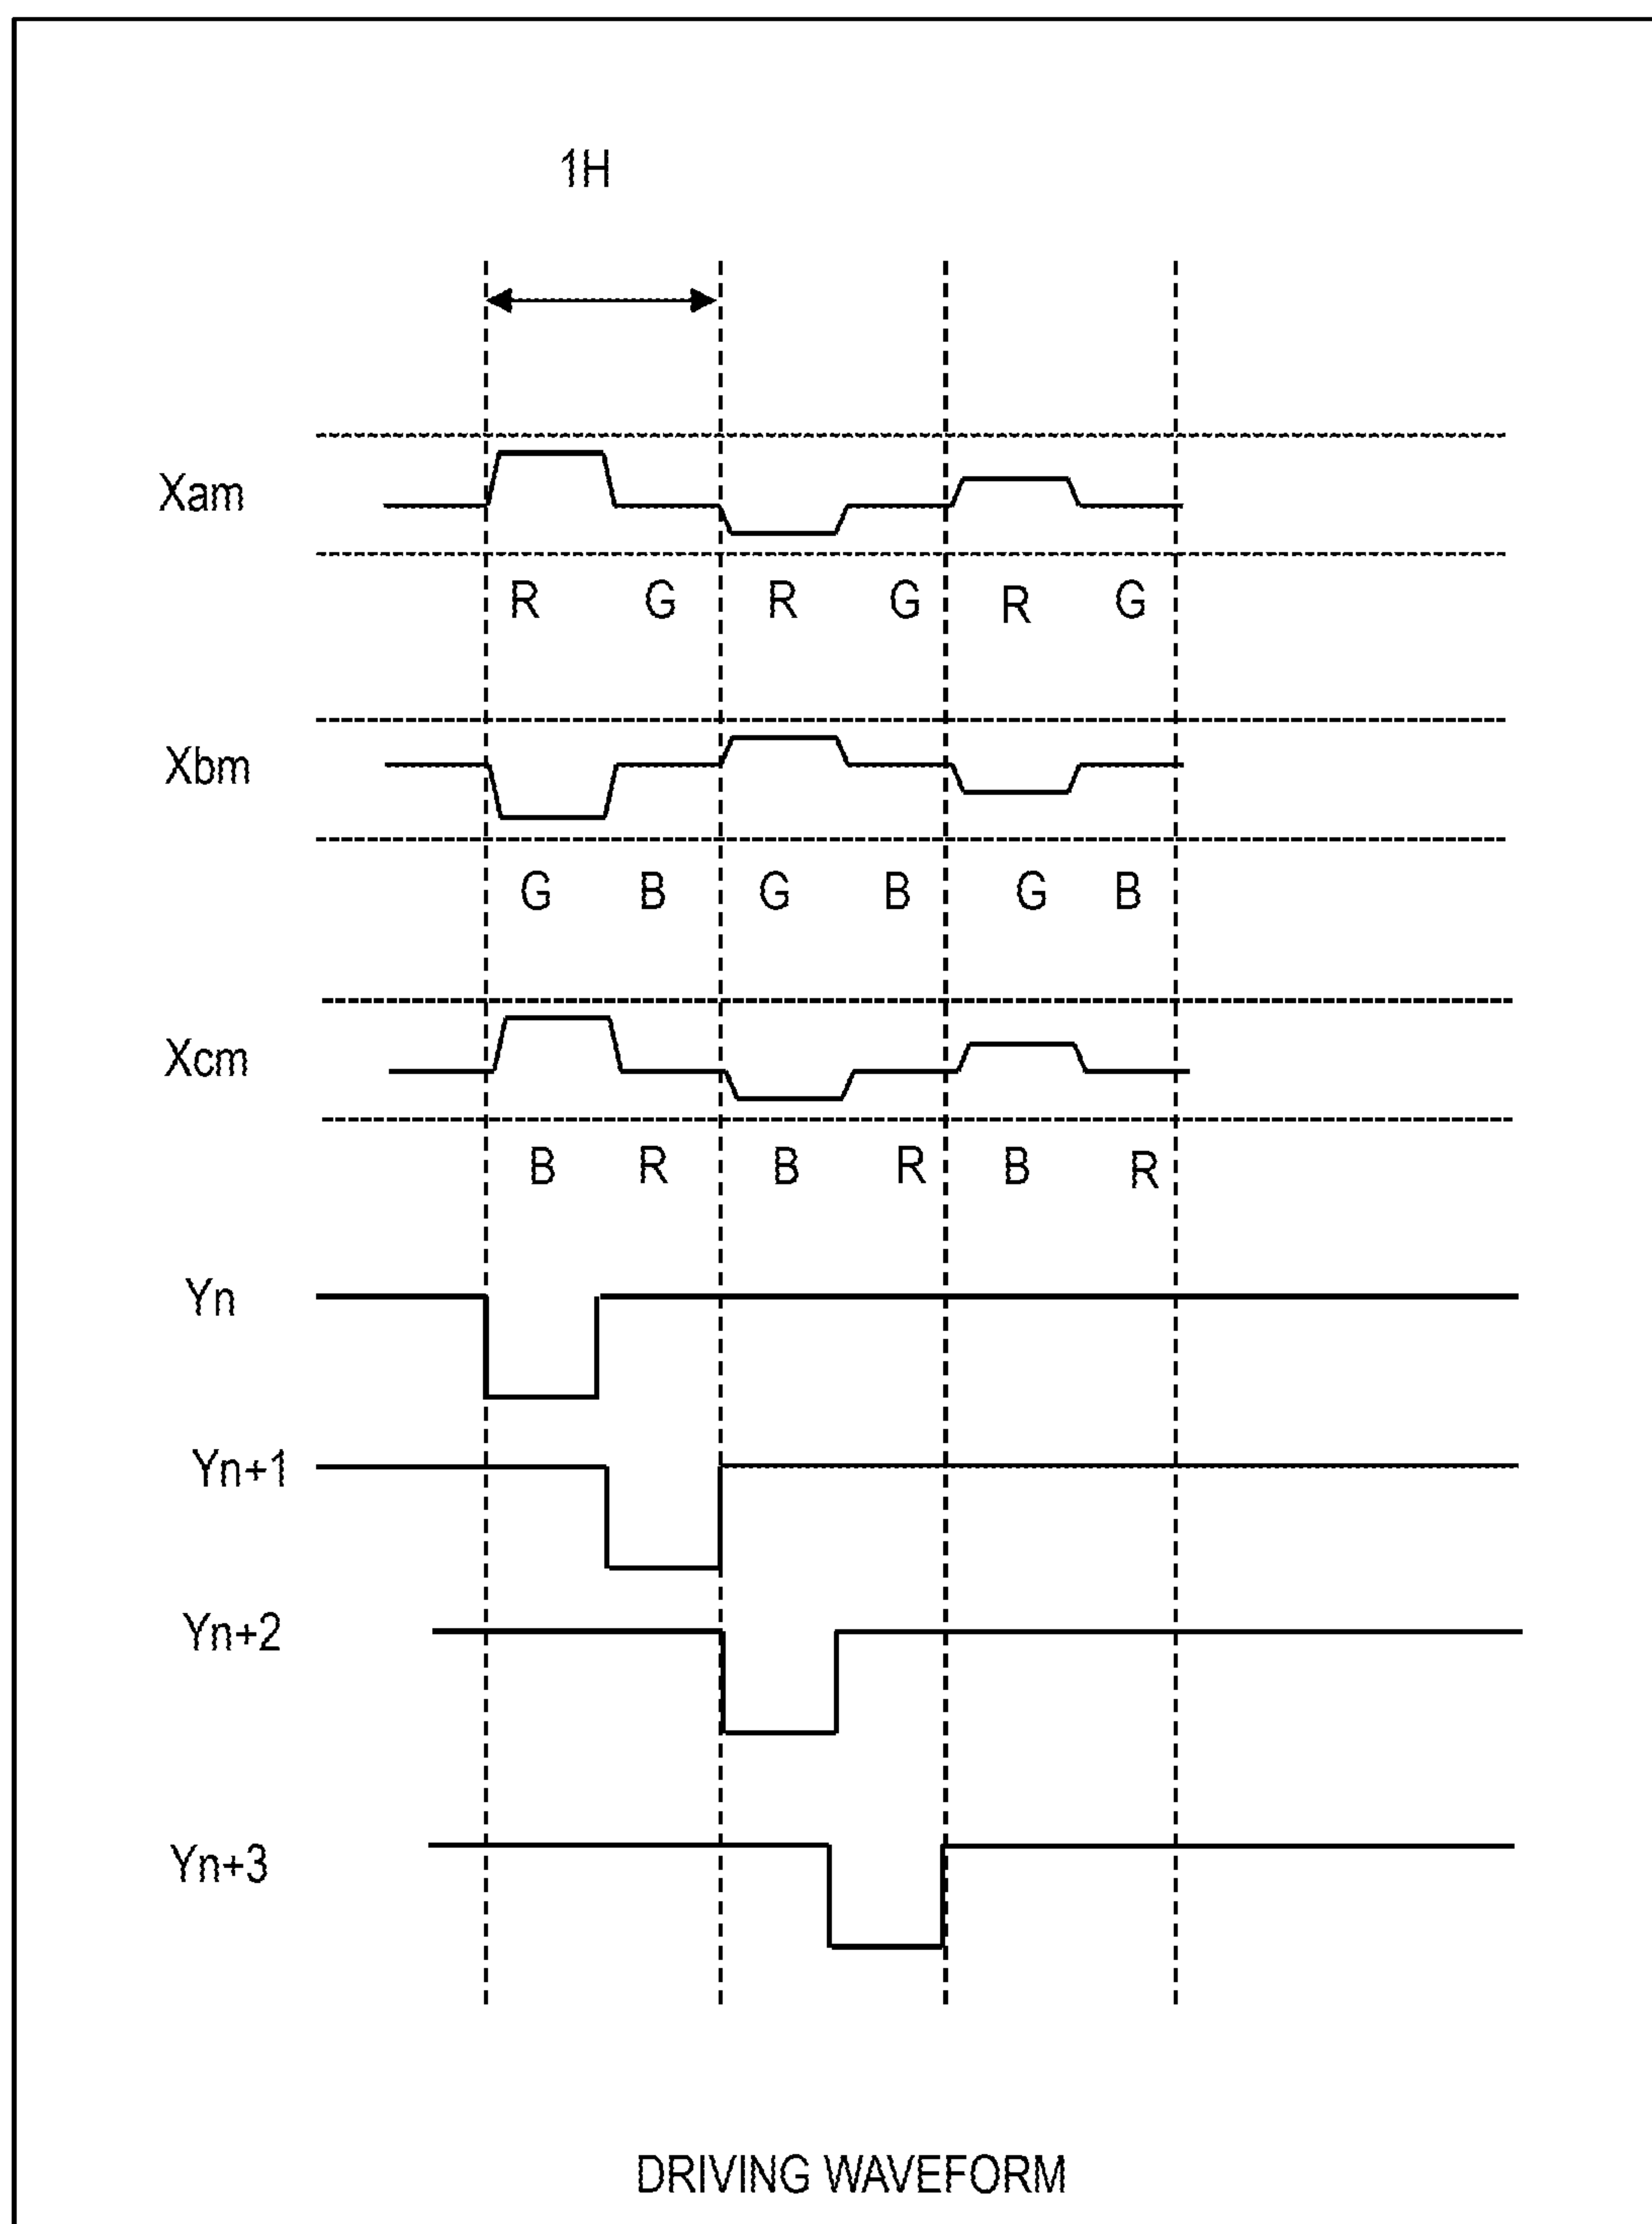 1H
Xam
R G R G R G
Xbm
G B G B G B
Xcm
B R B R B R
Yn
Yn+1
Yn+2
Yn+3
DRIVING WAVEFORM